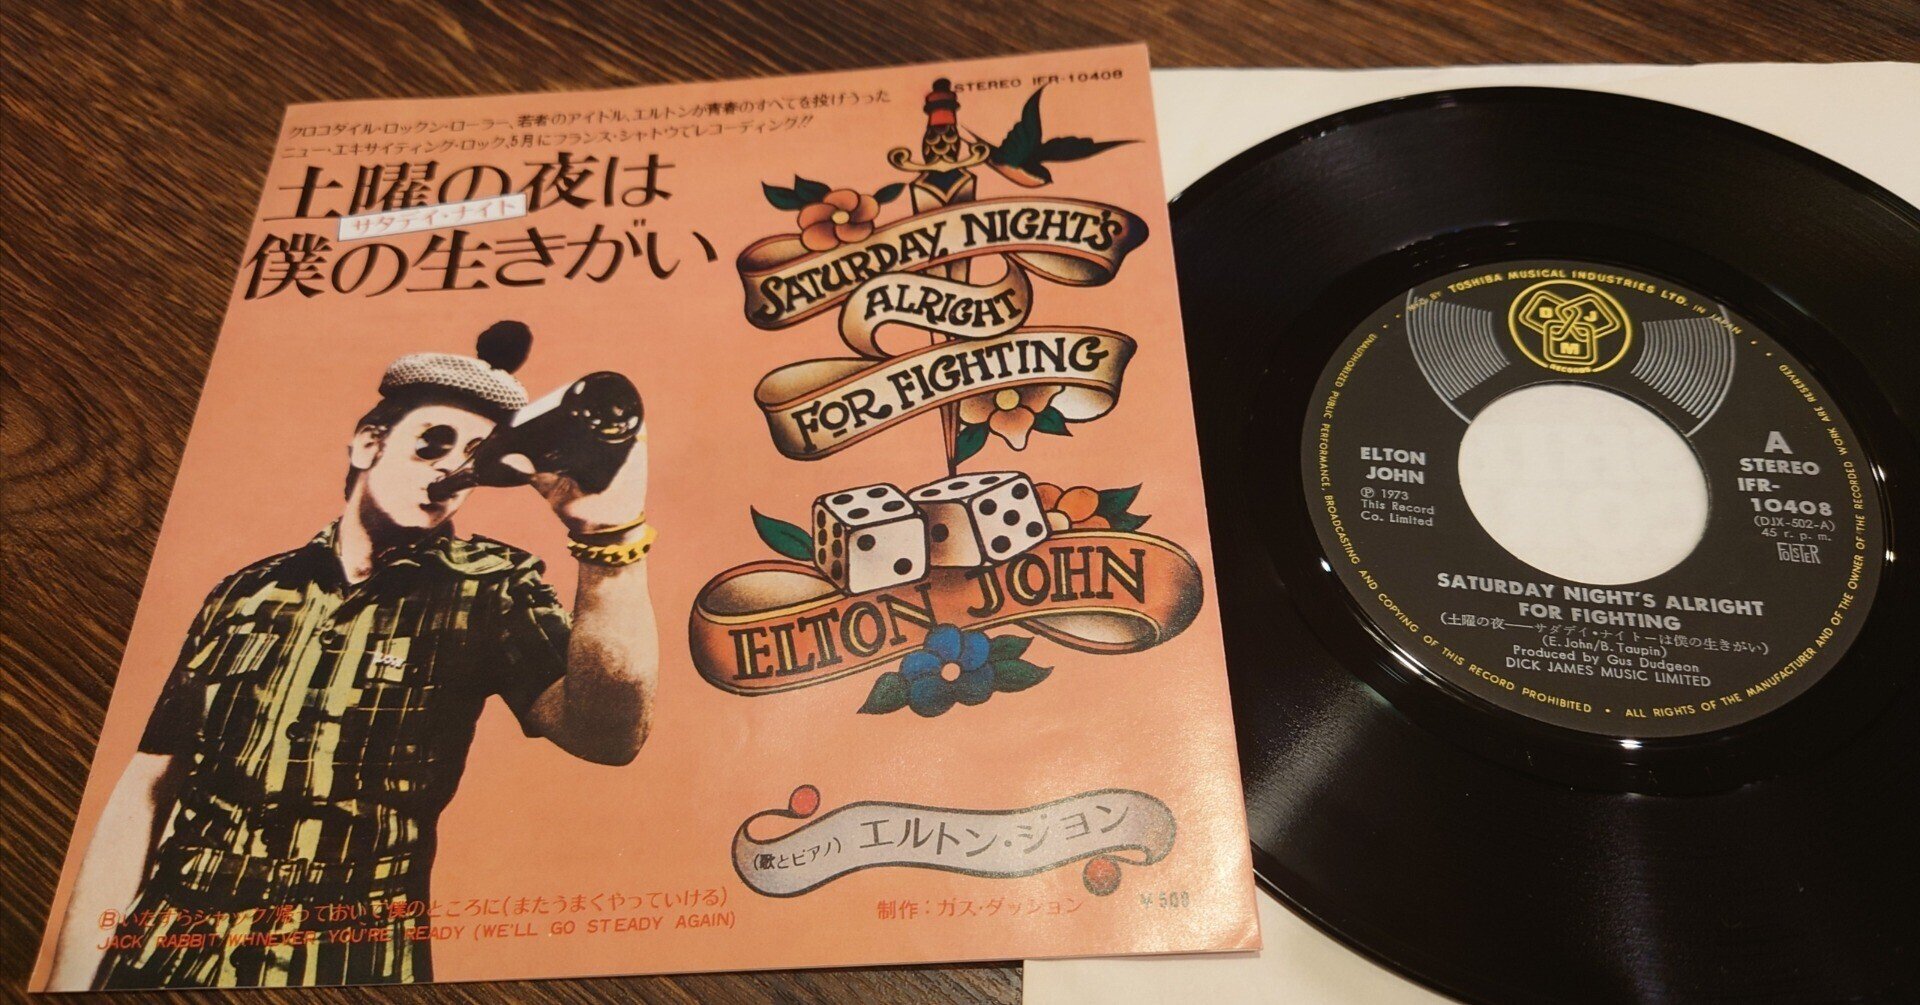 STEREO IFR-10408
クロコダイル・ロックン・ローラー、若者のアイドル、エルトンが青春のすべてを投げうった
ニュー・エキサイティング・ロック、5月にフランス・シャトウでレコーディング!!
土曜の夜は
サタデイ・ナイト
僕の生きがい
SATURDAY NIGHT'S
ALRIGHT
FOR FIGHTING
ELTON JOHN
(歌とピアノ) エルトン・ジョン
Ⓑいたずらジャック/帰っておいで僕のところに(またうまくやっていける)
JACK RABBIT/WHNEVER YOU'RE READY (WE'LL GO STEADY AGAIN)
制作：ガス・ダッジョン
¥500
MFD BY TOSHIBA MUSICAL INDUSTRIES LTD. IN JAPAN
DJM
RECORDS
ELTON
JOHN
Ⓟ 1973
This Record
Co. Limited
A
STEREO
IFR-
10408
(DJX-502-A)
45 r. p. m.
FOLSTER
SATURDAY NIGHT'S ALRIGHT
FOR FIGHTING
(土曜の夜——サタデイ・ナイト—は僕の生きがい)
(E. John/B. Taupin)
Produced by Gus Dudgeon
DICK JAMES MUSIC LIMITED
UNAUTHORIZED PUBLIC PERFORMANCE, BROADCASTING AND COPYING OF THIS RECORD PROHIBITED • ALL RIGHTS OF THE MANUFACTURER AND OF THE OWNER OF THE RECORDED WORK ARE RESERVED